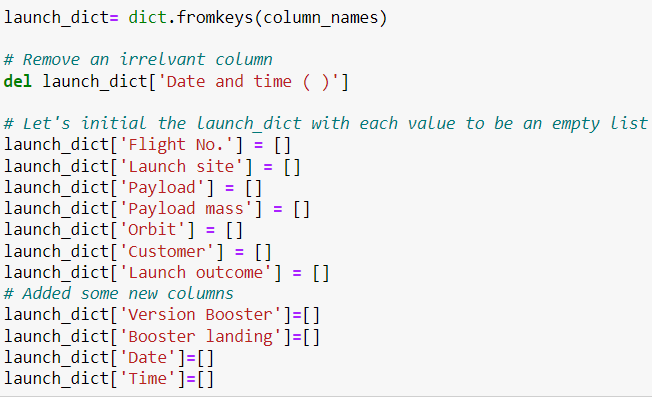 launch_dict= dict.fromkeys(column_names)
# Remove an irrelvant column
del launch_dict['Date and time ( )']
# Let's initial the launch_dict with each value to be an empty list
launch_dict['Flight No.'] = []
launch_dict['Launch site'] = []
launch_dict['Payload'] = []
launch_dict['Payload mass'] = []
launch_dict['Orbit'] = []
launch_dict['Customer'] = []
launch_dict['Launch outcome'] = []
# Added some new columns
launch_dict['Version Booster']=[]
launch_dict['Booster landing']=[]
launch_dict['Date']=[]
launch_dict['Time']=[]